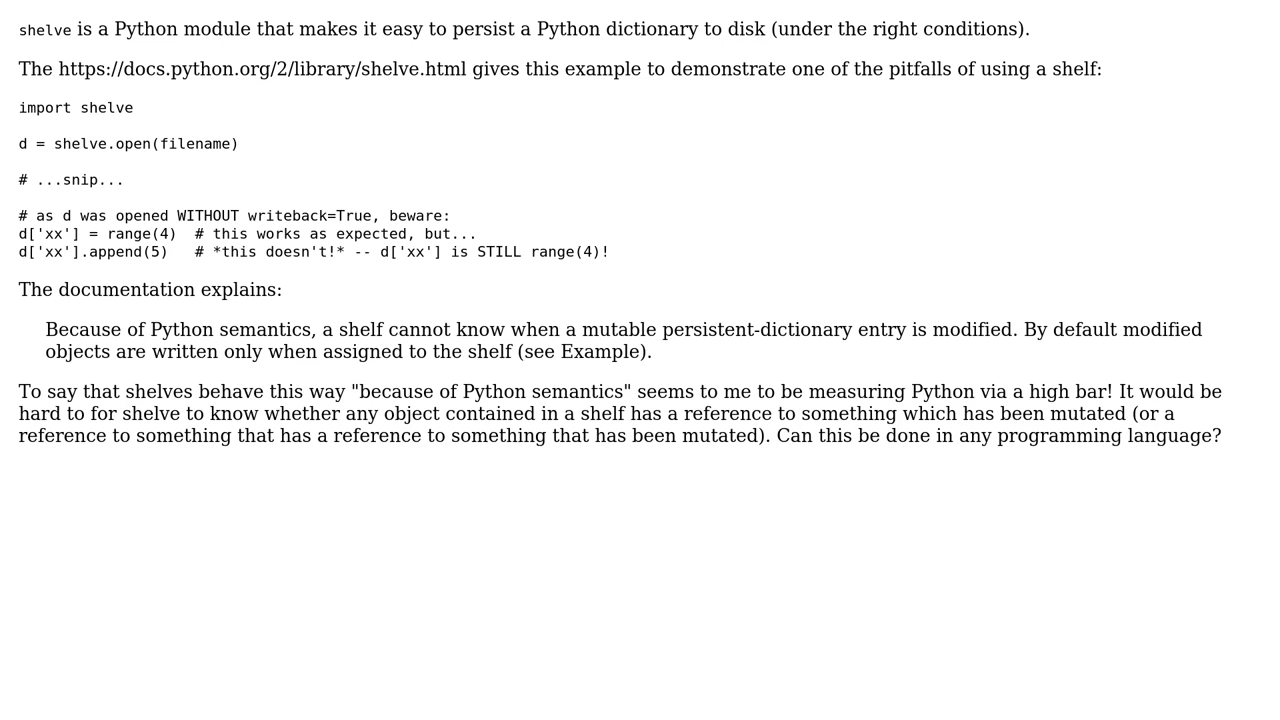 shelve is a Python module that makes it easy to persist a Python dictionary to disk (under the right conditions).
The https://docs.python.org/2/library/shelve.html gives this example to demonstrate one of the pitfalls of using a shelf:
import shelve
d = shelve.open(filename)
# ...snip...
# as d was opened WITHOUT writeback=True, beware:
d['xx'] = range(4)  # this works as expected, but...
d['xx'].append(5)   # *this doesn't!* -- d['xx'] is STILL range(4)!
The documentation explains:
Because of Python semantics, a shelf cannot know when a mutable persistent-dictionary entry is modified. By default modified
objects are written only when assigned to the shelf (see Example).
To say that shelves behave this way "because of Python semantics" seems to me to be measuring Python via a high bar! It would be
hard to for shelve to know whether any object contained in a shelf has a reference to something which has been mutated (or a
reference to something that has a reference to something that has been mutated). Can this be done in any programming language?